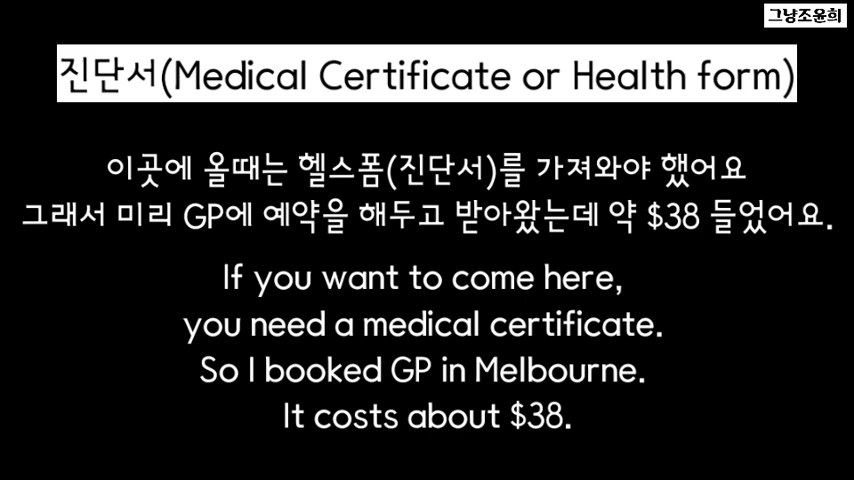 그냥조윤희
진단서(Medical Certificate or Health form)
이곳에 올때는 헬스폼(진단서)를 가져와야 했어요
그래서 미리 GP에 예약을 해두고 받아왔는데 약 $38 들었어요.
If you want to come here,
you need a medical certificate.
So I booked GP in Melbourne.
It costs about $38.